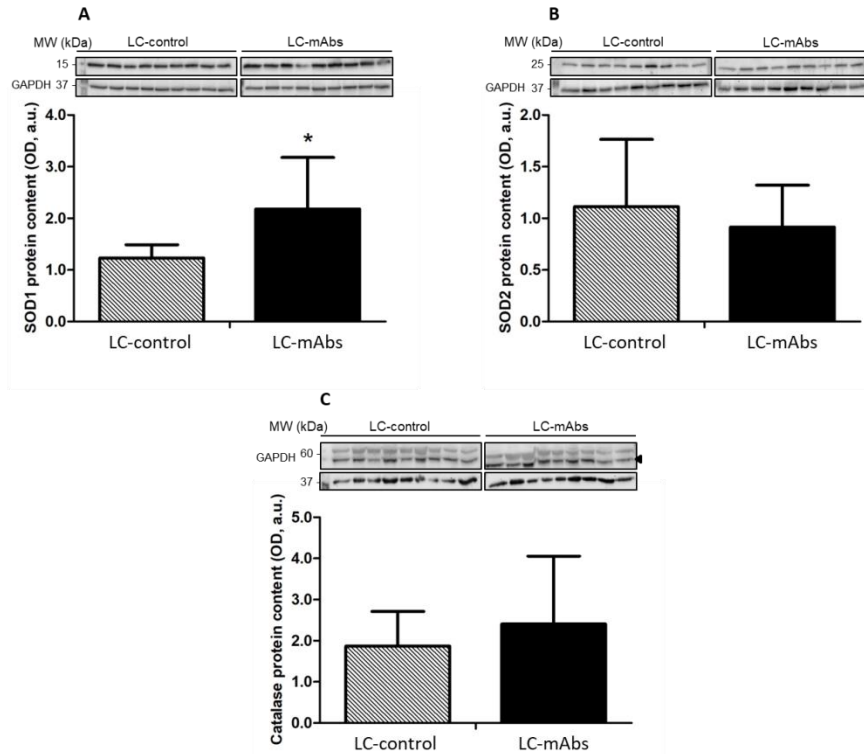 A
MW (kDa) LC-control LC-mAbs
15
GAPDH 37
SOD1 protein content (OD, a.u.)
4.0
3.0
2.0
1.0
0.0
*
LC-control LC-mAbs
B
MW (kDa) LC-control LC-mAbs
25
GAPDH 37
SOD2 protein content (OD, a.u.)
2.0
1.5
1.0
0.5
0.0
LC-control LC-mAbs
C
MW (kDa) LC-control LC-mAbs
60
GAPDH
37
Catalase protein content (OD, a.u.)
5.0
4.0
3.0
2.0
1.0
0.0
LC-control LC-mAbs